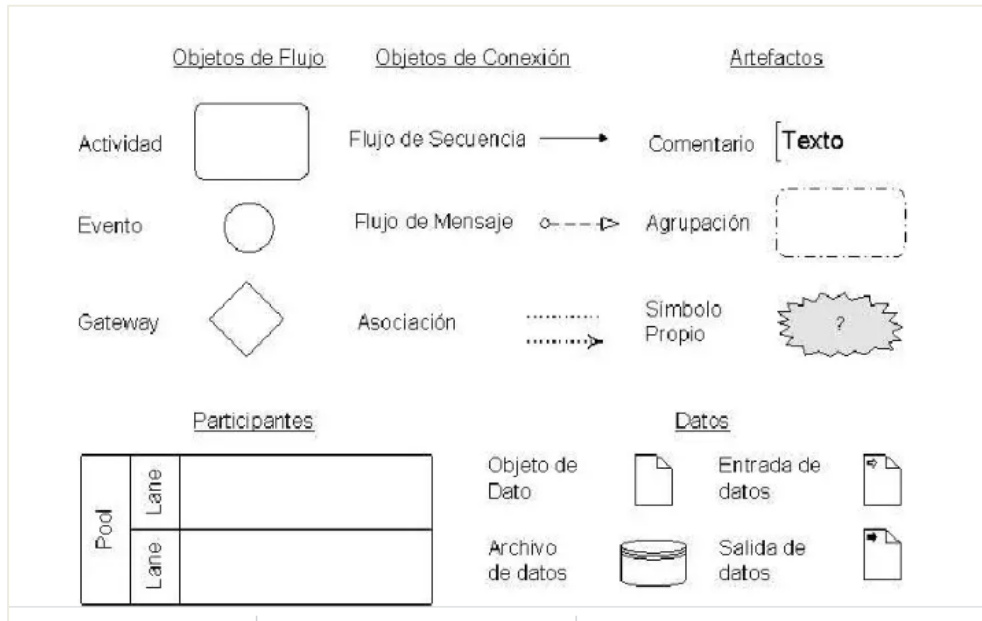 Objetos de Flujo
Objetos de Conexión
Artefactos
Actividad
Flujo de Secuencia
Comentario
Texto
Evento
Flujo de Mensaje
Agrupación
Gateway
Asociación
Símbolo
Propio
?
Participantes
Datos
Pool
Lane
Lane
Objeto de
Dato
Entrada de
datos
Archivo
de datos
Salida de
datos